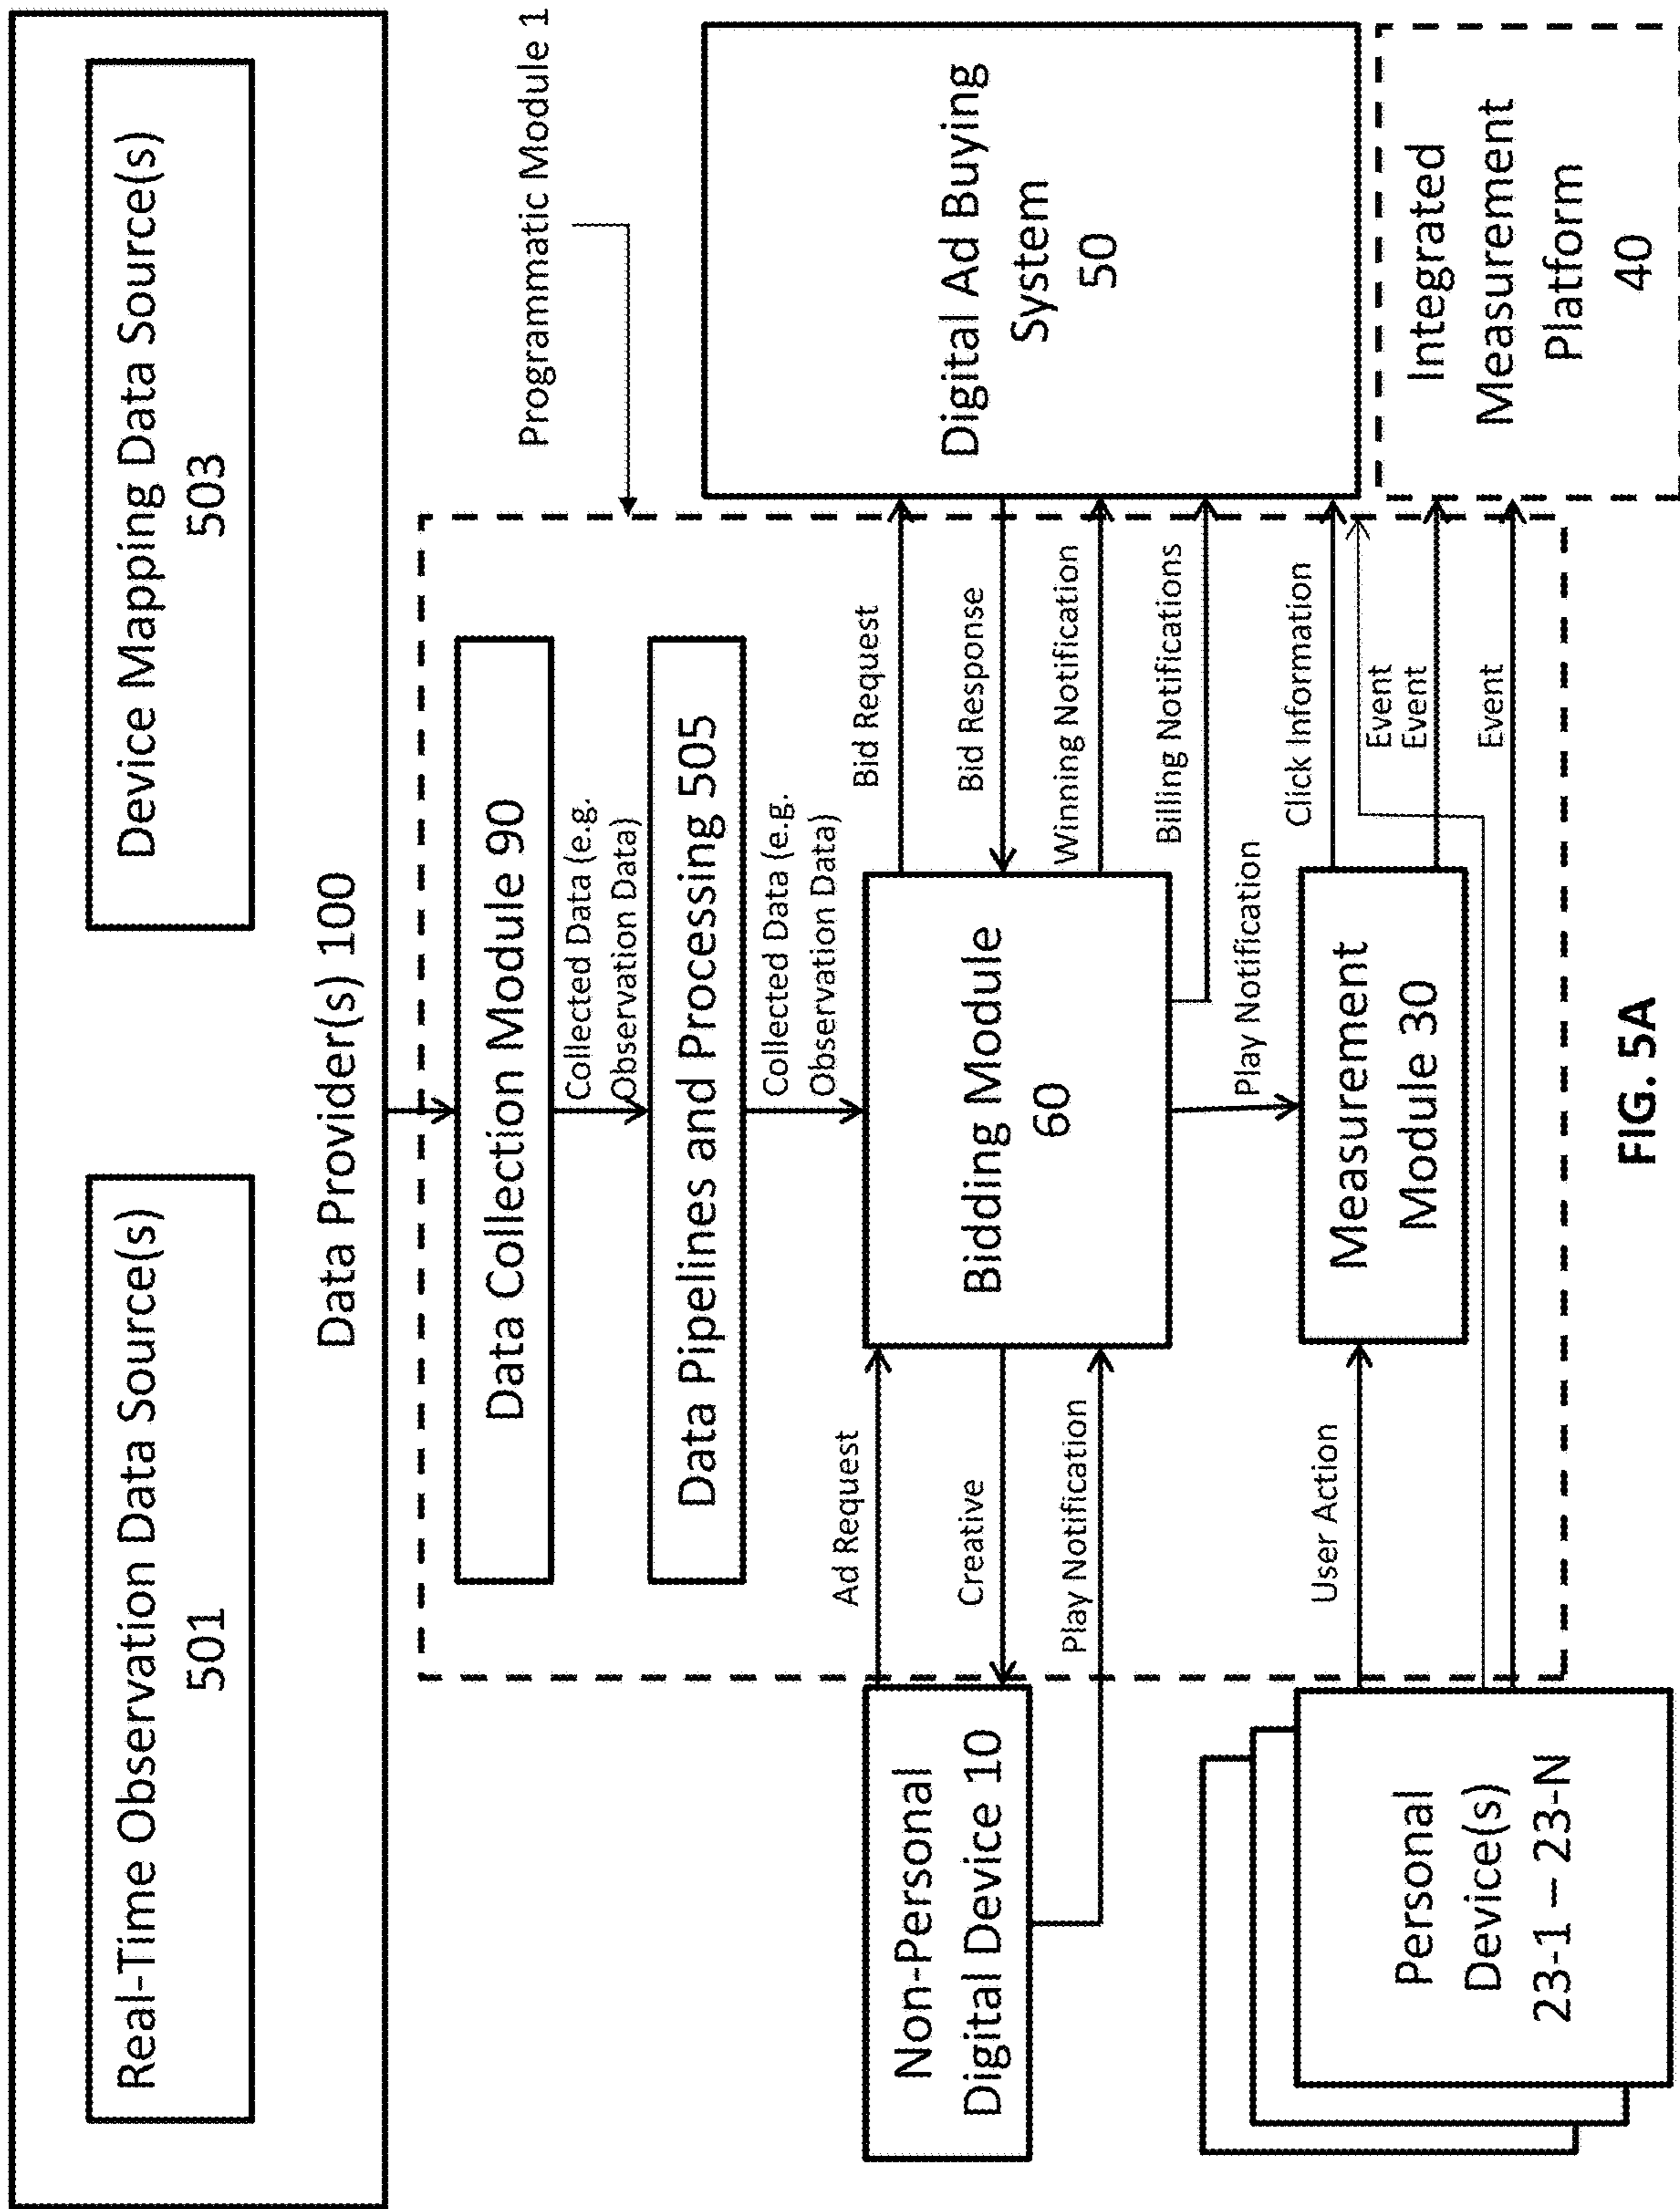 Real-Time Observation Data Source(s)
501
Device Mapping Data Source(s)
503
Data Provider(s) 100
Programmatic Module 1
Data Collection Module 90
Collected Data (e.g.
Observation Data)
Data Pipelines and Processing 505
Collected Data (e.g.
Observation Data)
Ad Request
Bid Request
Non-Personal
Digital Device 10
Creative
Bidding Module
60
Bid Response
Digital Ad Buying
System
50
Play Notification
Winning Notification
Billing Notifications
Play Notification
User Action
Measurement
Module 30
Click Information
Event
Event
Event
Personal
Device(s)
23-1 – 23-N
Integrated
Measurement
Platform
40
FIG. 5A